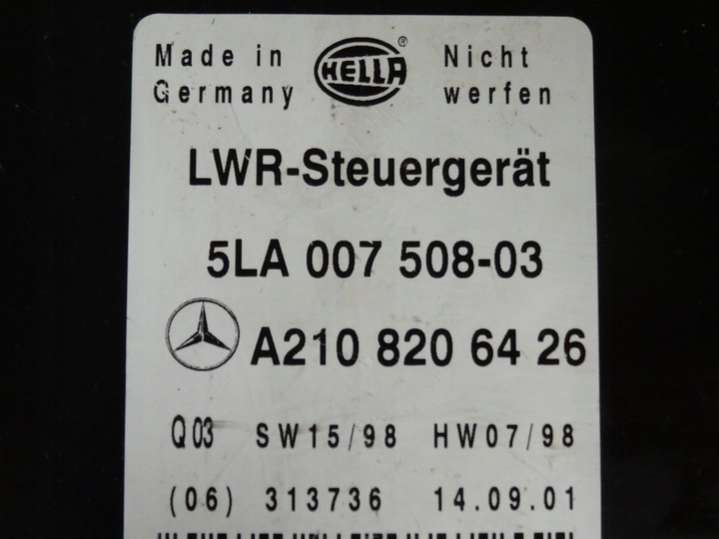 Made in Germany
HELLA ®
Nicht werfen
LWR-Steuergerät
5LA 007 508-03
A210 820 64 26
Q03 SW15/98 HW07/98
(06) 313736 14.09.01